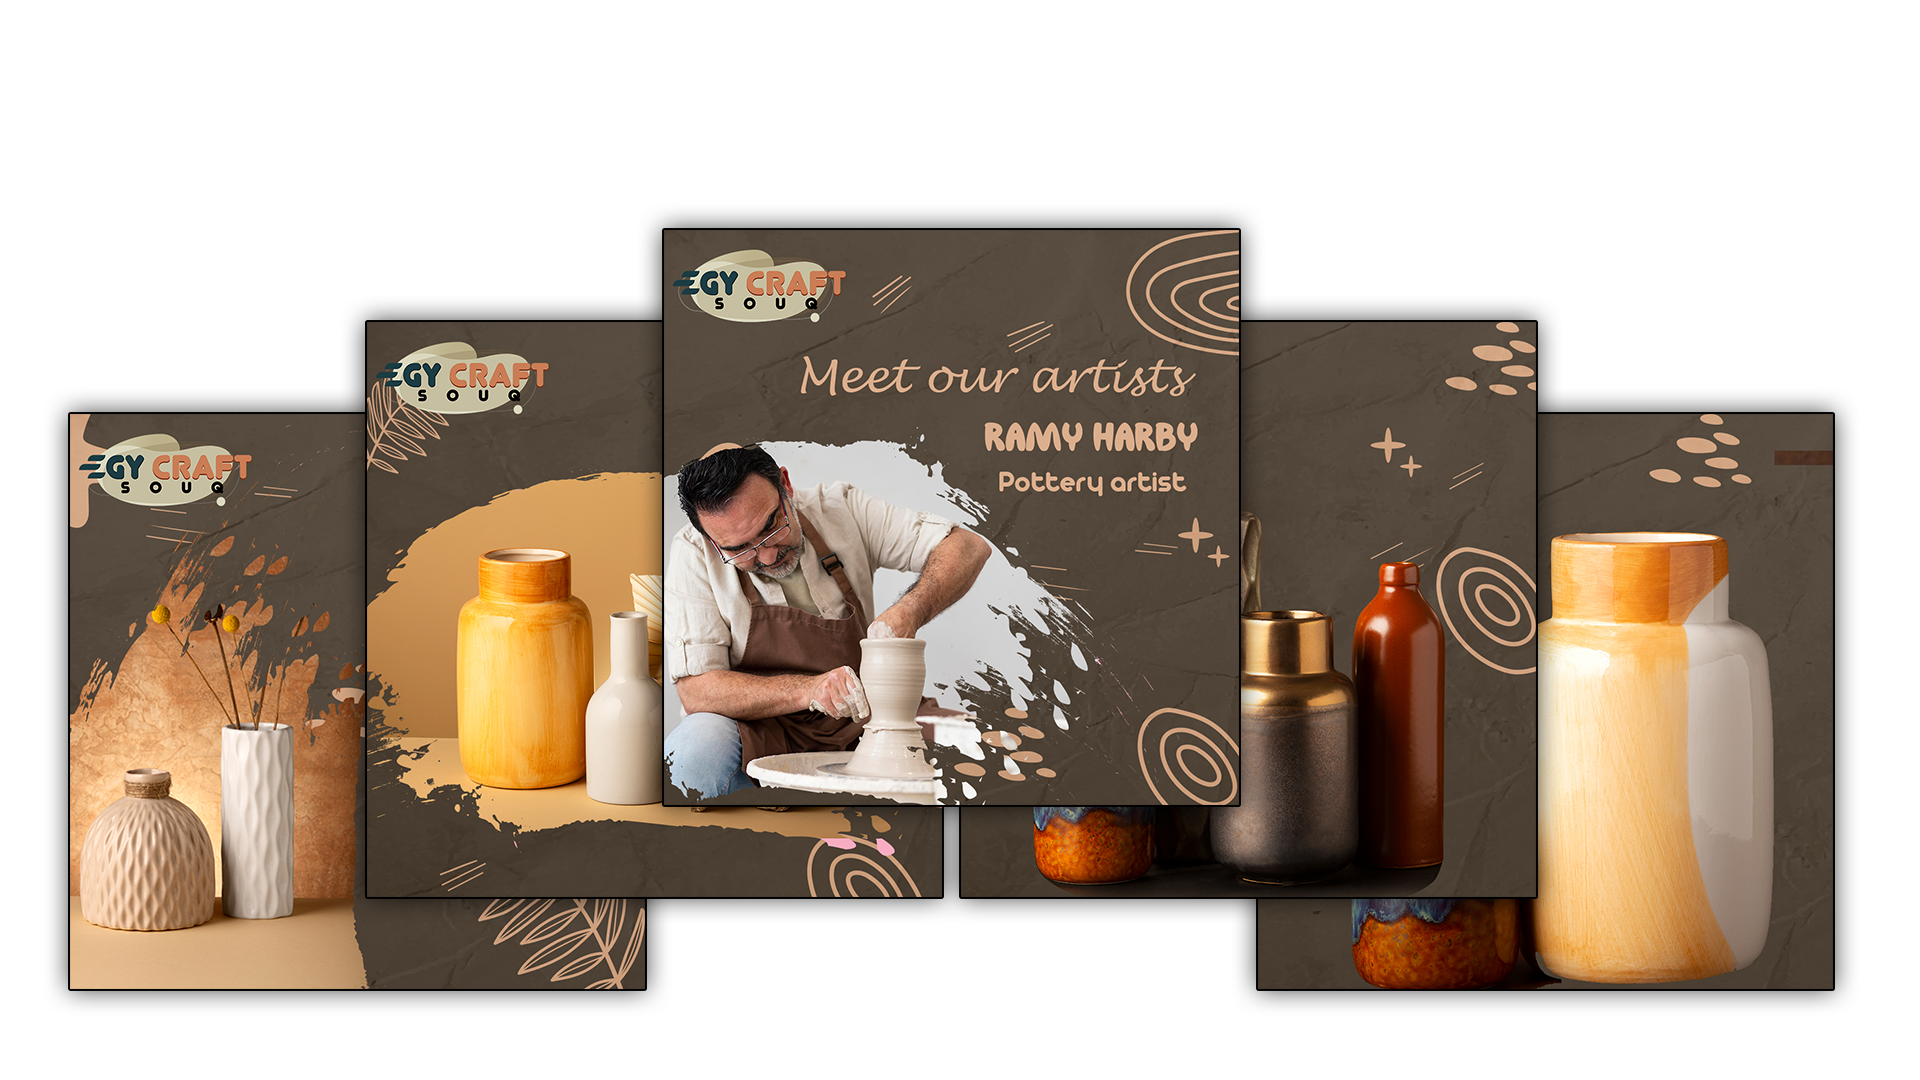 EGY CRAFT
SOUQ
EGY CRAFT
SOUQ
EGY CRAFT
SOUQ
Meet our artists
RAMY HARBY
Pottery artist